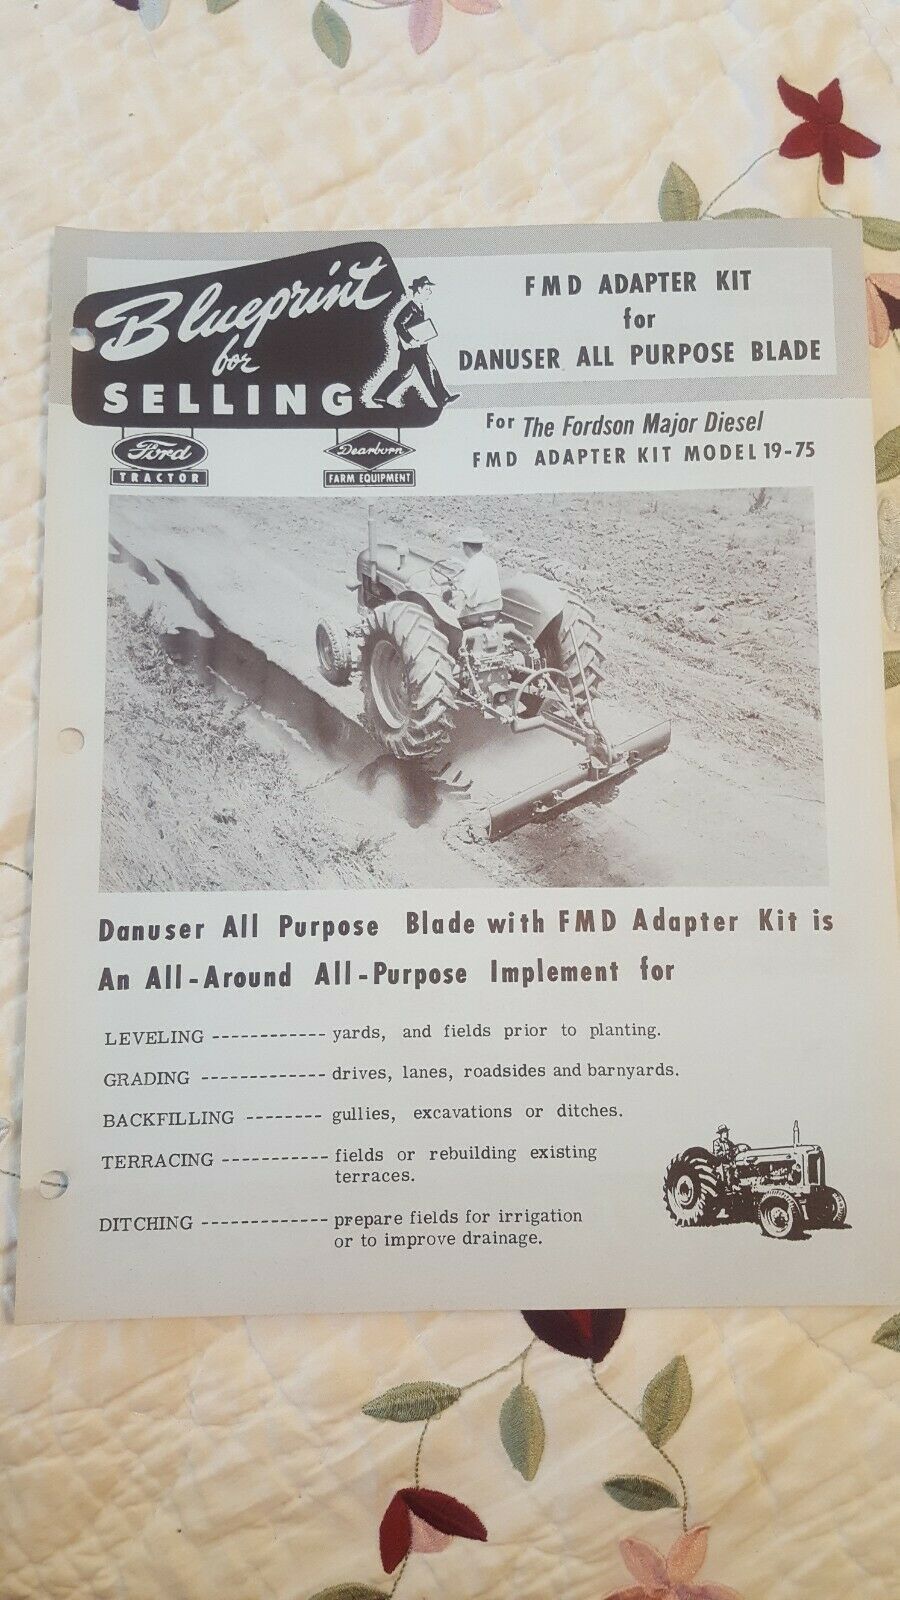 Blueprint
for
SELLING
FMD ADAPTER KIT
for
DANUSER ALL PURPOSE BLADE
Ford
TRACTOR
Dearborn
FARM EQUIPMENT
For The Fordson Major Diesel
FMD ADAPTER KIT MODEL 19-75
Danuser All Purpose Blade with FMD Adapter Kit is
An All-Around All-Purpose Implement for
LEVELING ------------ yards, and fields prior to planting.
GRADING ------------- drives, lanes, roadsides and barnyards.
BACKFILLING -------- gullies, excavations or ditches.
TERRACING ----------- fields or rebuilding existing
terraces.
DITCHING ------------- prepare fields for irrigation
or to improve drainage.